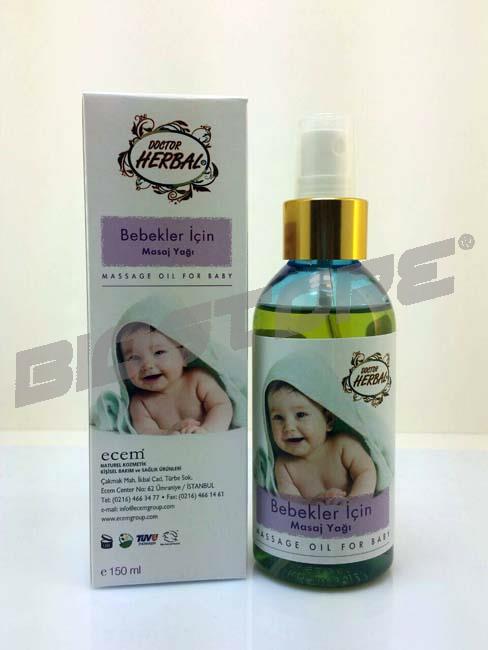 DOCTOR
HERBAL
Bebekler İçin
Masaj Yağı
MASSAGE OIL FOR BABY
ecem
NATUREL KOZMETİK
KİŞİSEL BAKIM ve SAĞLIK ÜRÜNLERİ
Çakmak Mah. İkbal Cad. Türbe Sok.
Ecem Center No: 62 Ümraniye / İSTANBUL
Tel: (0216) 466 34 77 • Fax: (0216) 466 14 61
e-mail: info@ecemgroup.com
www.ecemgroup.com
TUV
e 150 ml
DOCTOR
HERBAL
Bebekler İçin
Masaj Yağı
MASSAGE OIL FOR BABY
BIOSTORE®